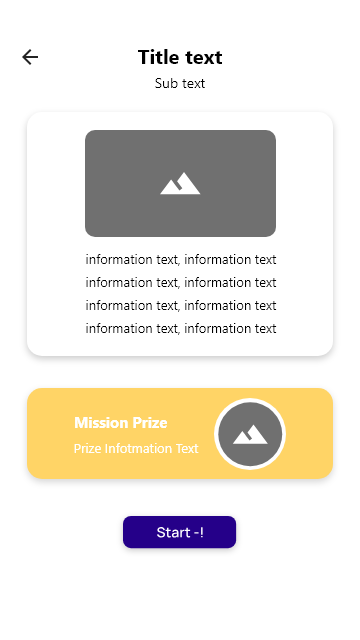 Title text
Sub text
information text, information text
information text, information text
information text, information text
information text, information text
Mission Prize
Prize Infotmation Text
Start -!